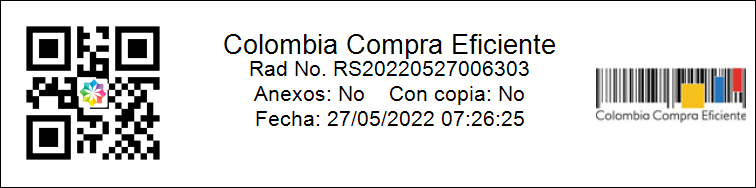 Colombia Compra Eficiente
Rad No. RS20220527006303
Anexos: No    Con copia: No
Fecha: 27/05/2022 07:26:25
Colombia Compra Eficiente